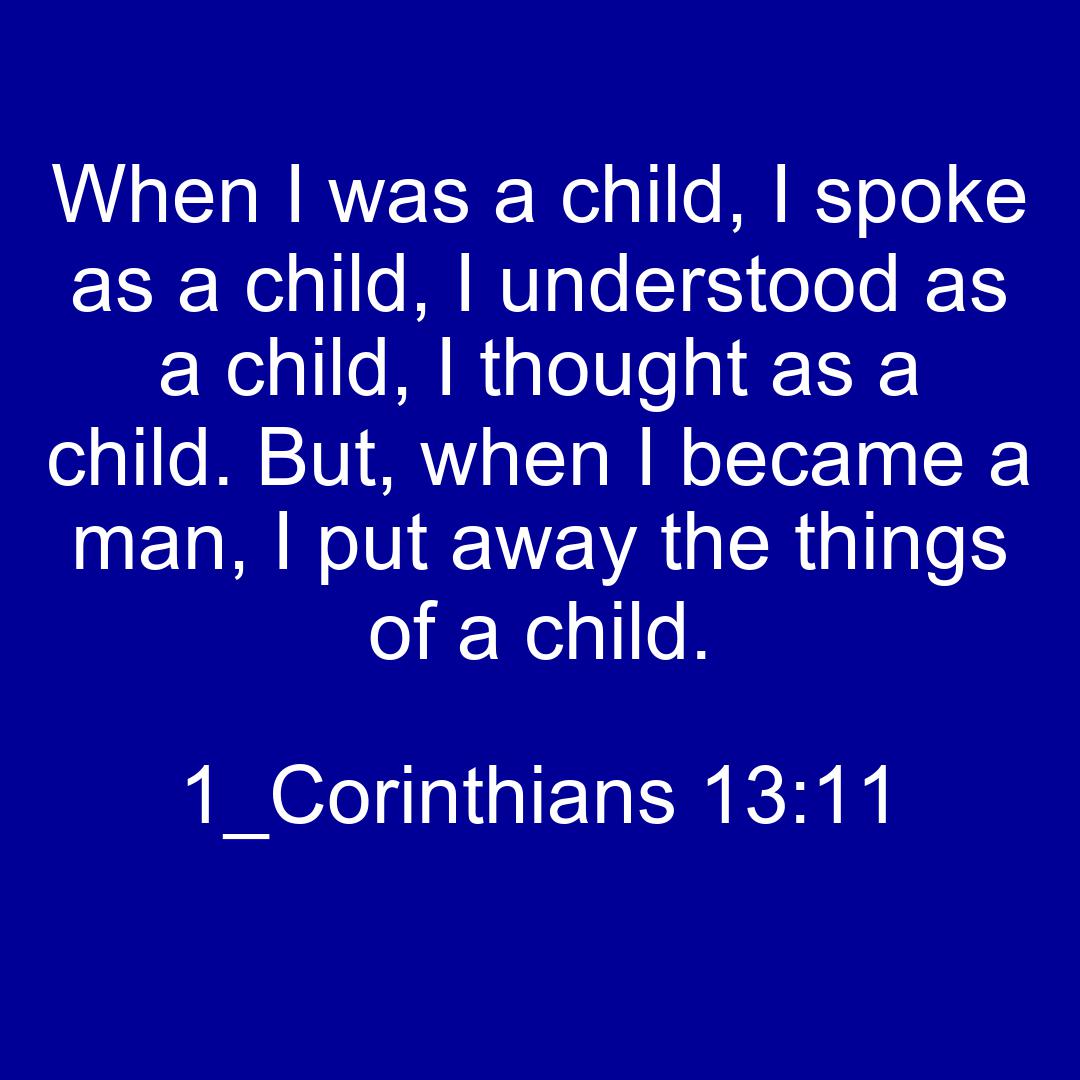 When I was a child, I spoke
as a child, I understood as
a child, I thought as a
child. But, when I became a
man, I put away the things
of a child.
1_Corinthians 13:11